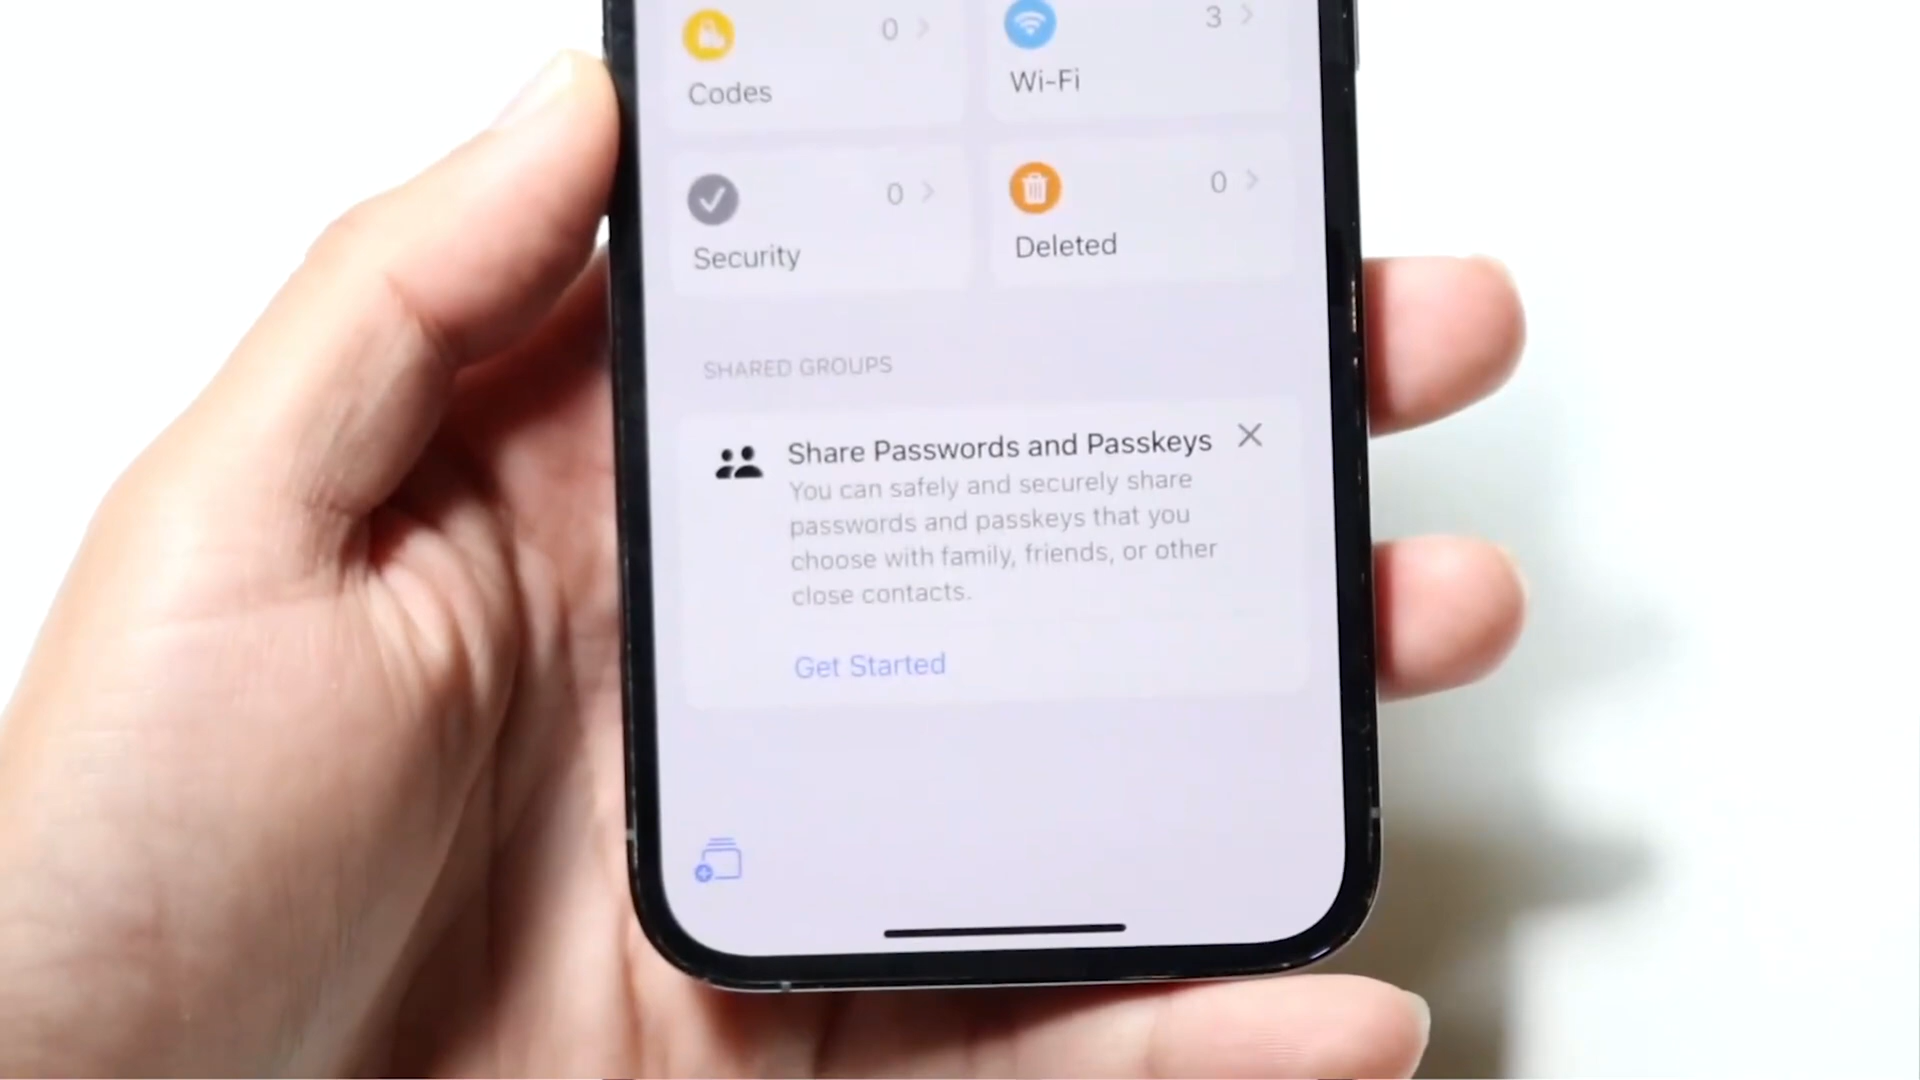 0
3
Codes
Wi-Fi
0
0
Security
Deleted
SHARED GROUPS
Share Passwords and Passkeys
You can safely and securely share
passwords and passkeys that you
choose with family, friends, or other
close contacts.
Get Started